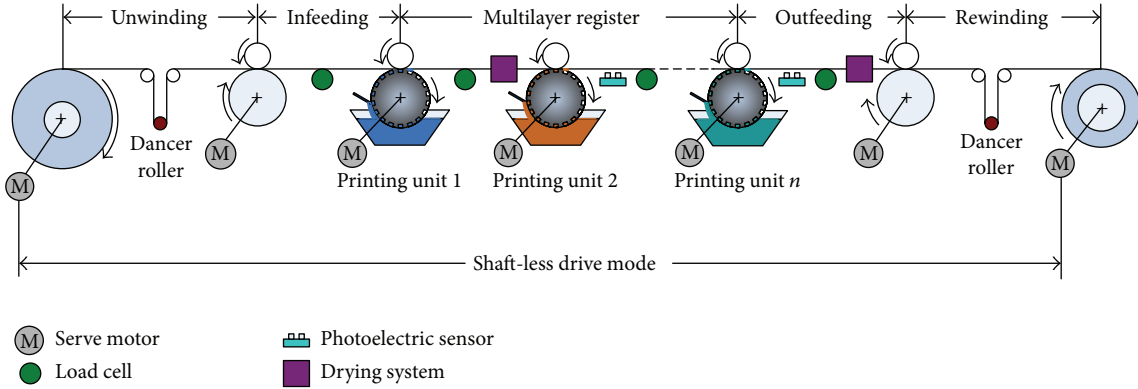 Unwinding
Infeeding
Multilayer register
Outfeeding
Rewinding
Dancer
roller
M
M
M
Printing unit 1
M
Printing unit 2
M
Printing unit n
M
Dancer
roller
M
Shaft-less drive mode
M Serve motor
Photoelectric sensor
Load cell
Drying system